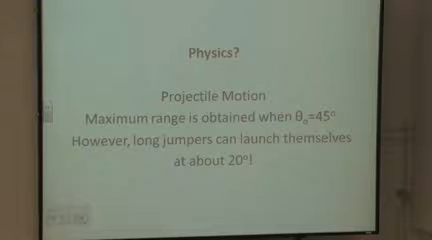 Physics?
Projectile Motion
Maximum range is obtained when θₒ=45°
However, long jumpers can launch themselves
at about 20°!